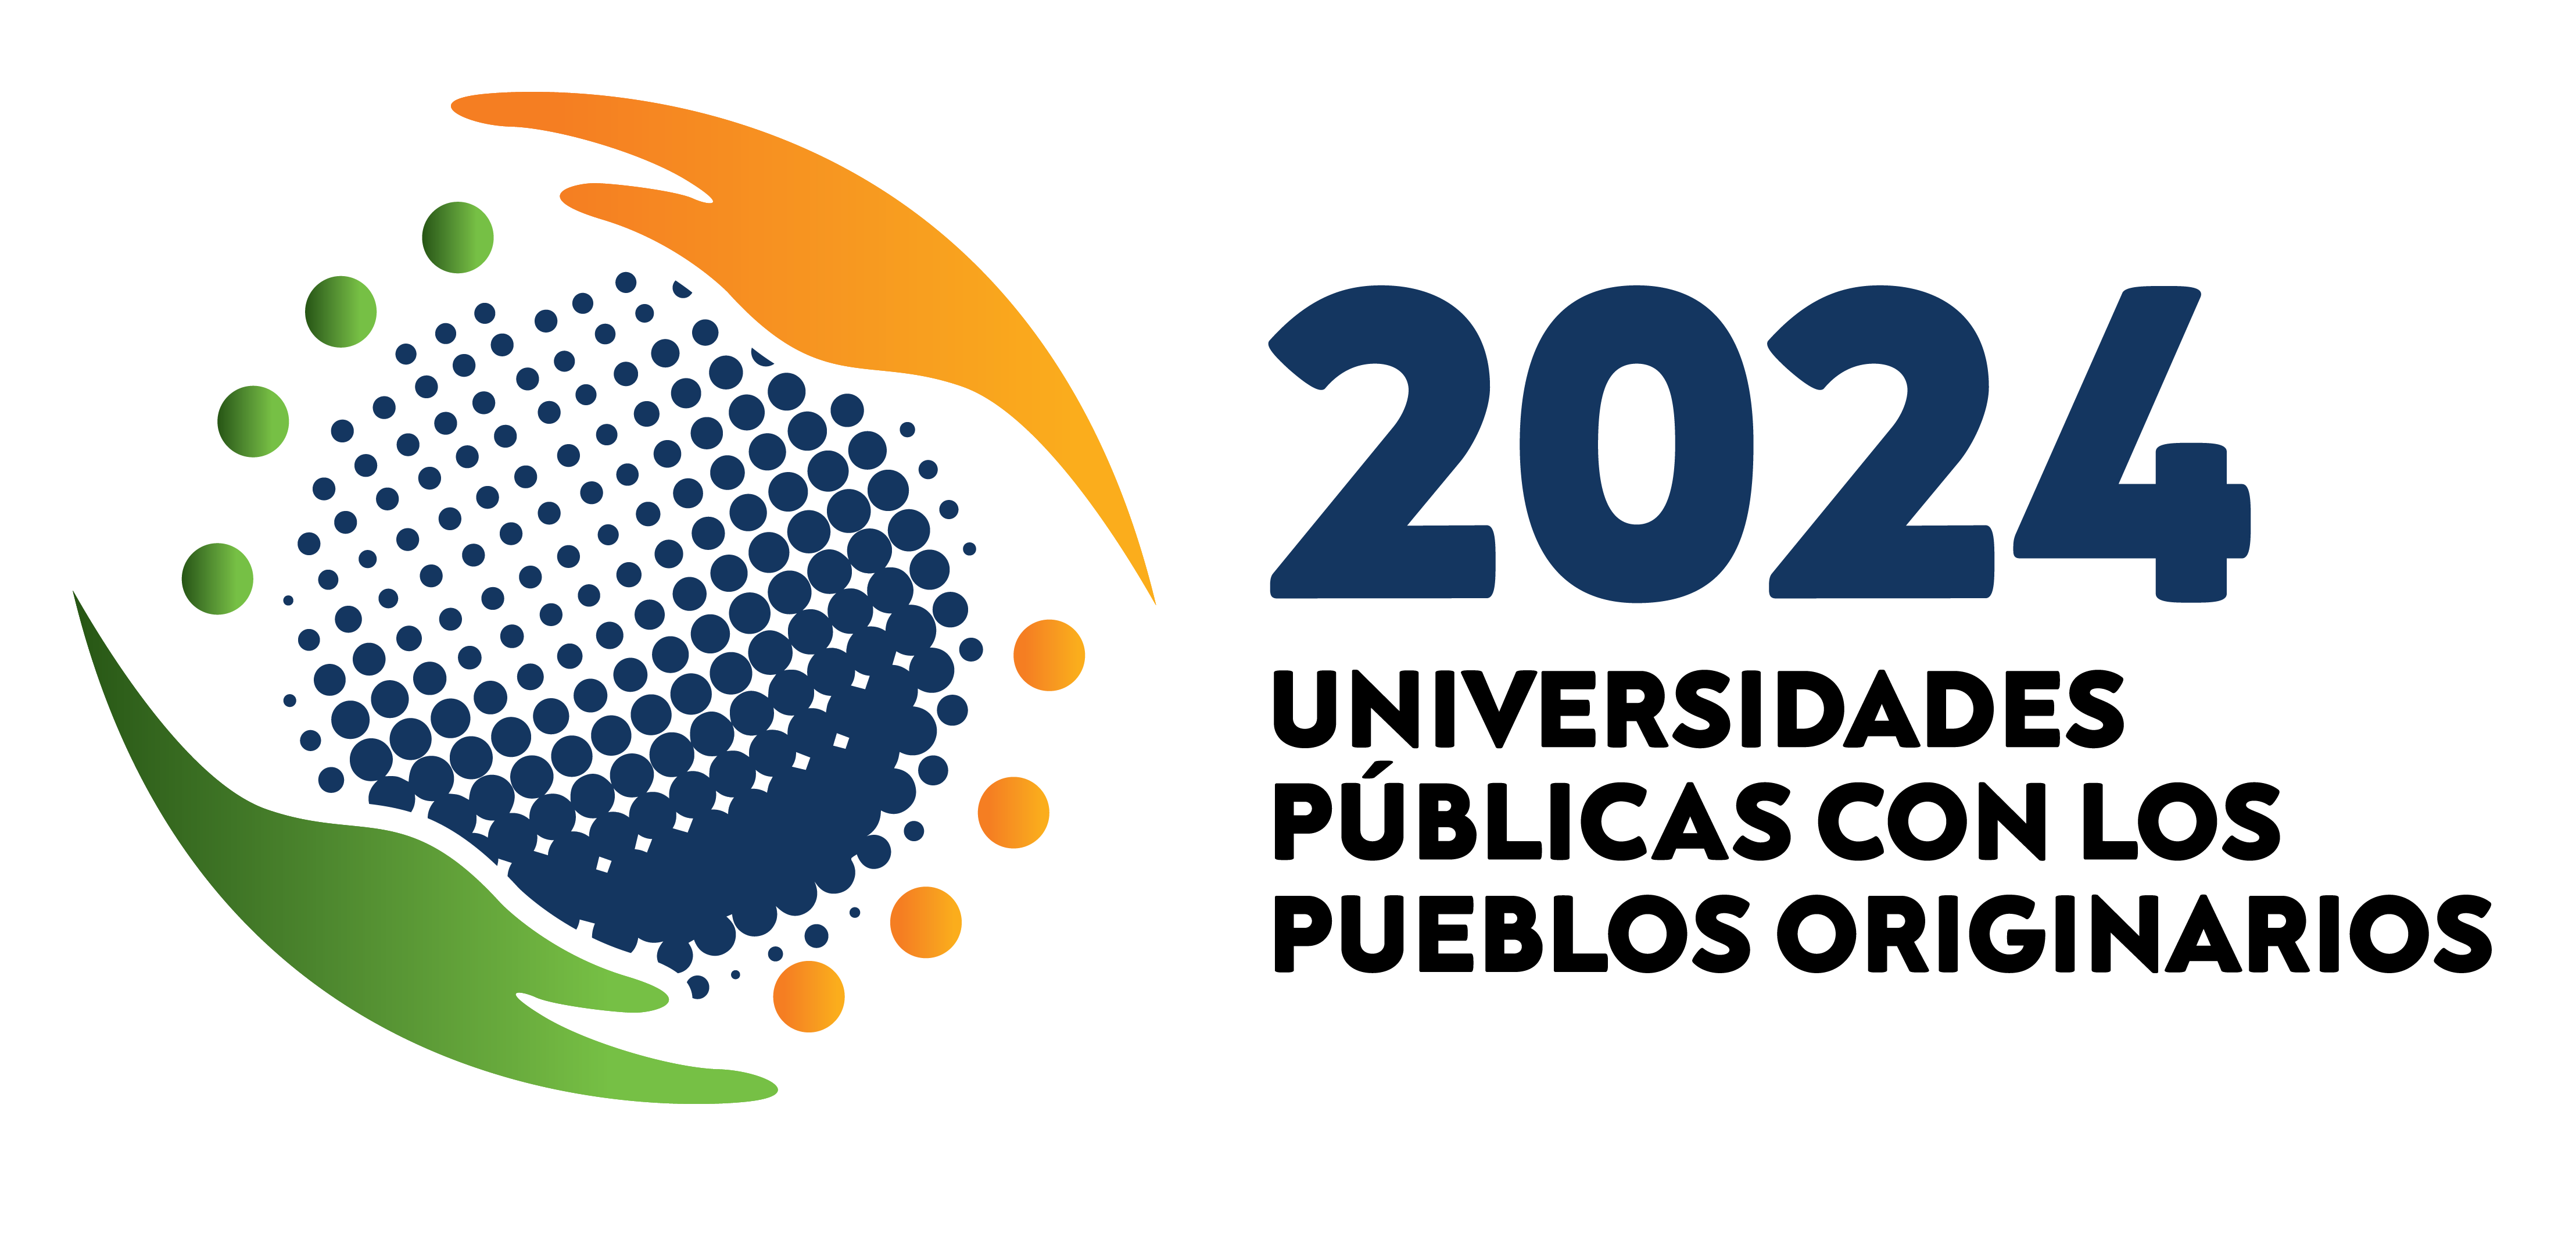 2024
UNIVERSIDADES
PÚBLICAS CON LOS
PUEBLOS ORIGINARIOS